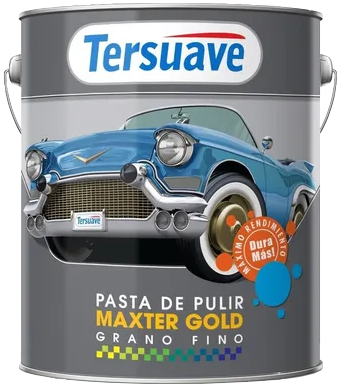 Tersuave
Tersuave
MÁXIMO RENDIMIENTO
Dura
Más!
PASTA DE PULIR
MAXTER GOLD
GRANO FINO